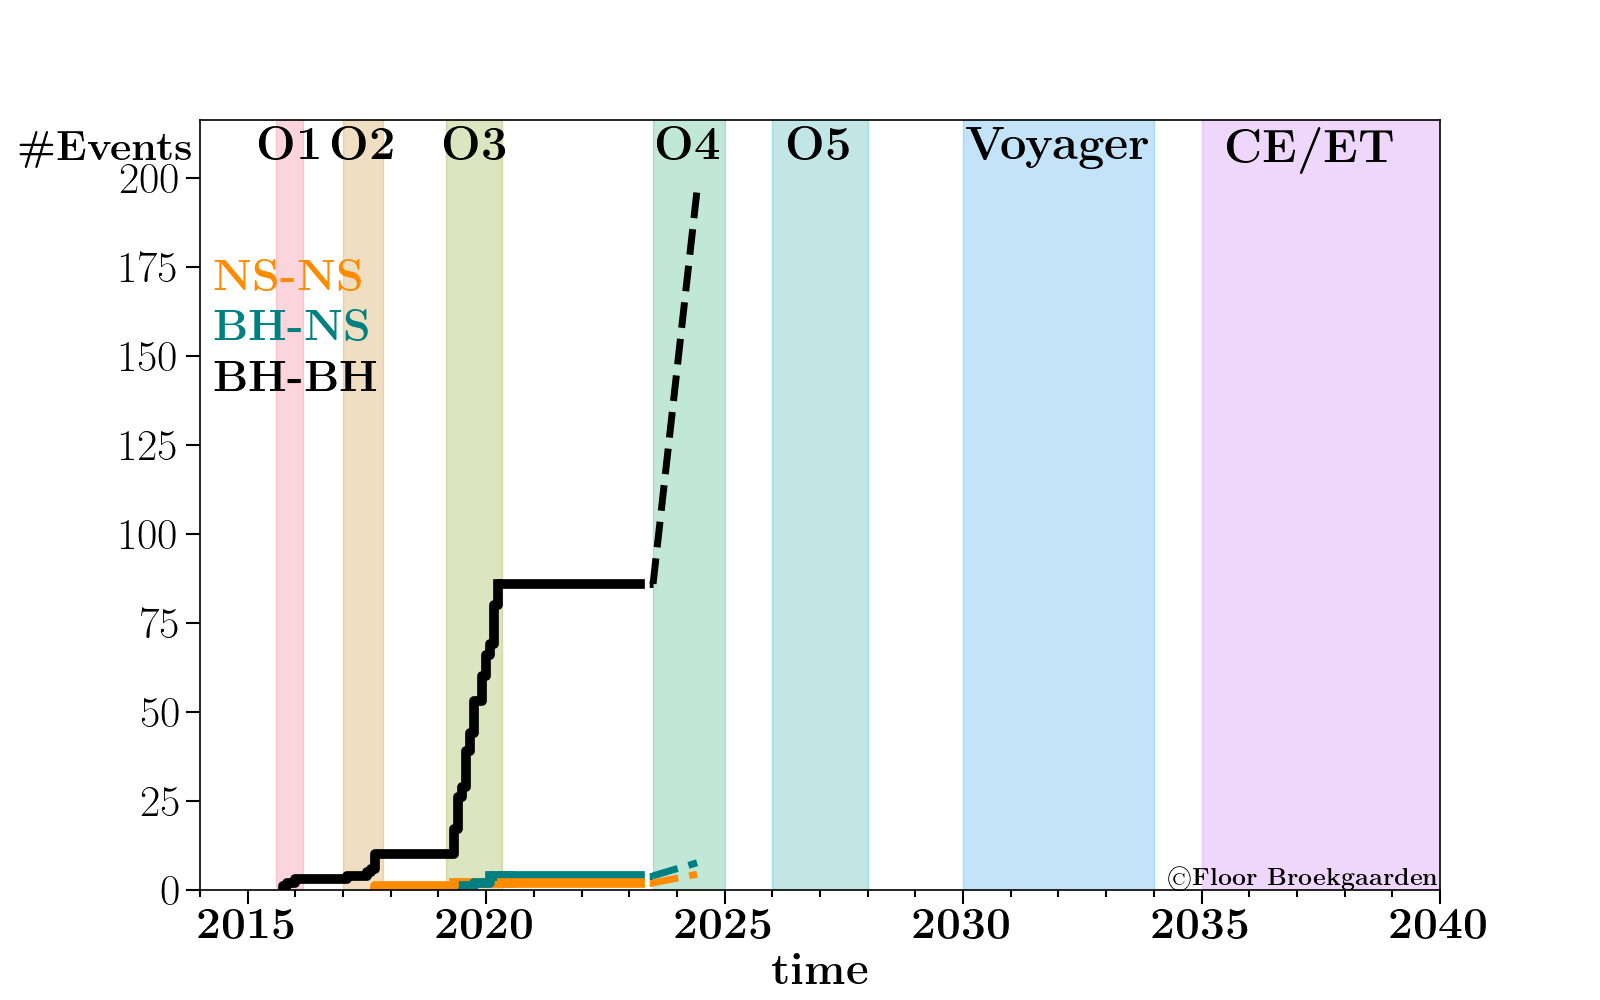 O1 O2 O3 O4 O5 Voyager CE/ET
#Events
200
175
NS-NS
BH-NS
150
BH-BH
125
100
75
50
25
0
©Floor Broekgaarden
2015 2020 2025 2030 2035 2040
time